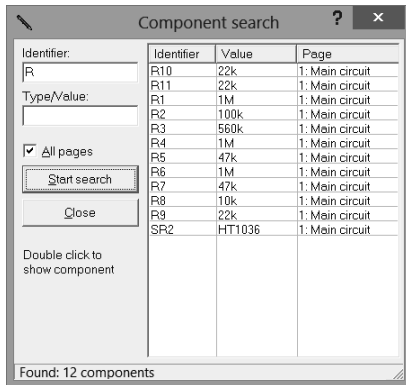 Component search ? x
Identifier:
R
Type/Value:
All pages
Start search
Close
Double click to
show component
Identifier Value Page
R10 22k 1: Main circuit
R11 22k 1: Main circuit
R1 1M 1: Main circuit
R2 100k 1: Main circuit
R3 560k 1: Main circuit
R4 1M 1: Main circuit
R5 47k 1: Main circuit
R6 1M 1: Main circuit
R7 47k 1: Main circuit
R8 10k 1: Main circuit
R9 22k 1: Main circuit
SR2 HT1036 1: Main circuit
Found: 12 components